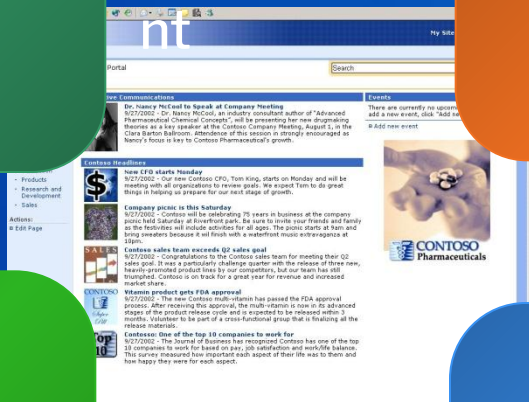 nt
My Site
Portal
Search
ive Communications
Dr. Nancy McCool to Speak at Company Meeting
9/27/2002 - Dr. Nancy McCool, an industry consultant author of "Advanced
Pharmaceutical Chemical Concepts", will be presenting her new drugmaking
theories as a key speaker at the Contoso Company Meeting, August 1, in the
Clara Barton Ballroom. Attendence of this session in strongly encouraged as
Nancy's focus is key to Contoso Pharmaceutical's growth.
Events
There are currently no upcom
add a new event, click "Add ne
Add new event
Contoso Headlines
New CFO starts Monday
9/27/2002 - Our new Contoso CFO, Tom King, starts on Monday and will be
meeting with all organizations to review goals. We expect Tom to do great
things in helping us prepare for our next stage of growth.
Company picnic is this Saturday
9/27/2002 - Contoso will be celebrating 75 years in business at the company
picnic held Saturday at Riverfront park. Be sure to invite your friends and family
as the festivities will include activities for all ages. The picnic starts at 9am and
bring sweaters because it will finish with a waterfront music extravaganza at
10pm.
SALES
Contoso sales team exceeds Q2 sales goal
9/27/2002 - Congratulations to the Contoso sales team for meeting their Q2
sales goal. It was a particularly challenge quarter with the release of three new,
heavily-promoted product lines by our competitors, but our team has still
triumphed. Contoso is on track for a great year for revenue and increased
market share.
CONTOSO
Vitamin product gets FDA approval
9/27/2002 - The new Contoso multi-vitamin has passed the FDA approval
process. After receiving this approval, the multi-vitamin is now in its advanced
stages of the product release cycle and is expected to be released within 3
months. Volunteer to be part of a cross-functional group that is finalizing all the
release materials.
Top
10
Contoso: One of the top 10 companies to work for
9/27/2002 - The Journal of Business has recognized Contoso has one of the top
10 companies to work for based on pay, job satisfaction and work/life balance.
This survey measured how important each aspect of their life was to them and
how happy they were for each aspect.
Products
Research and
Development
Sales
Actions:
Edit Page
CONTOSO
Pharmaceuticals